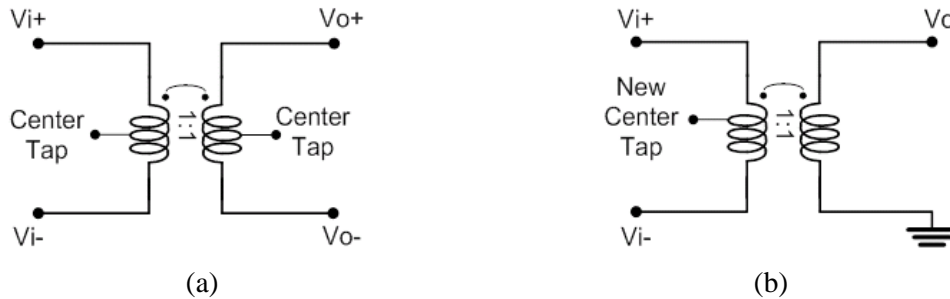 Vi+
Vo+
Center
Tap
1:1
Center
Tap
Vi-
Vo-
(a)
Vi+
Vo
New
Center
Tap
1:1
Vi-
(b)